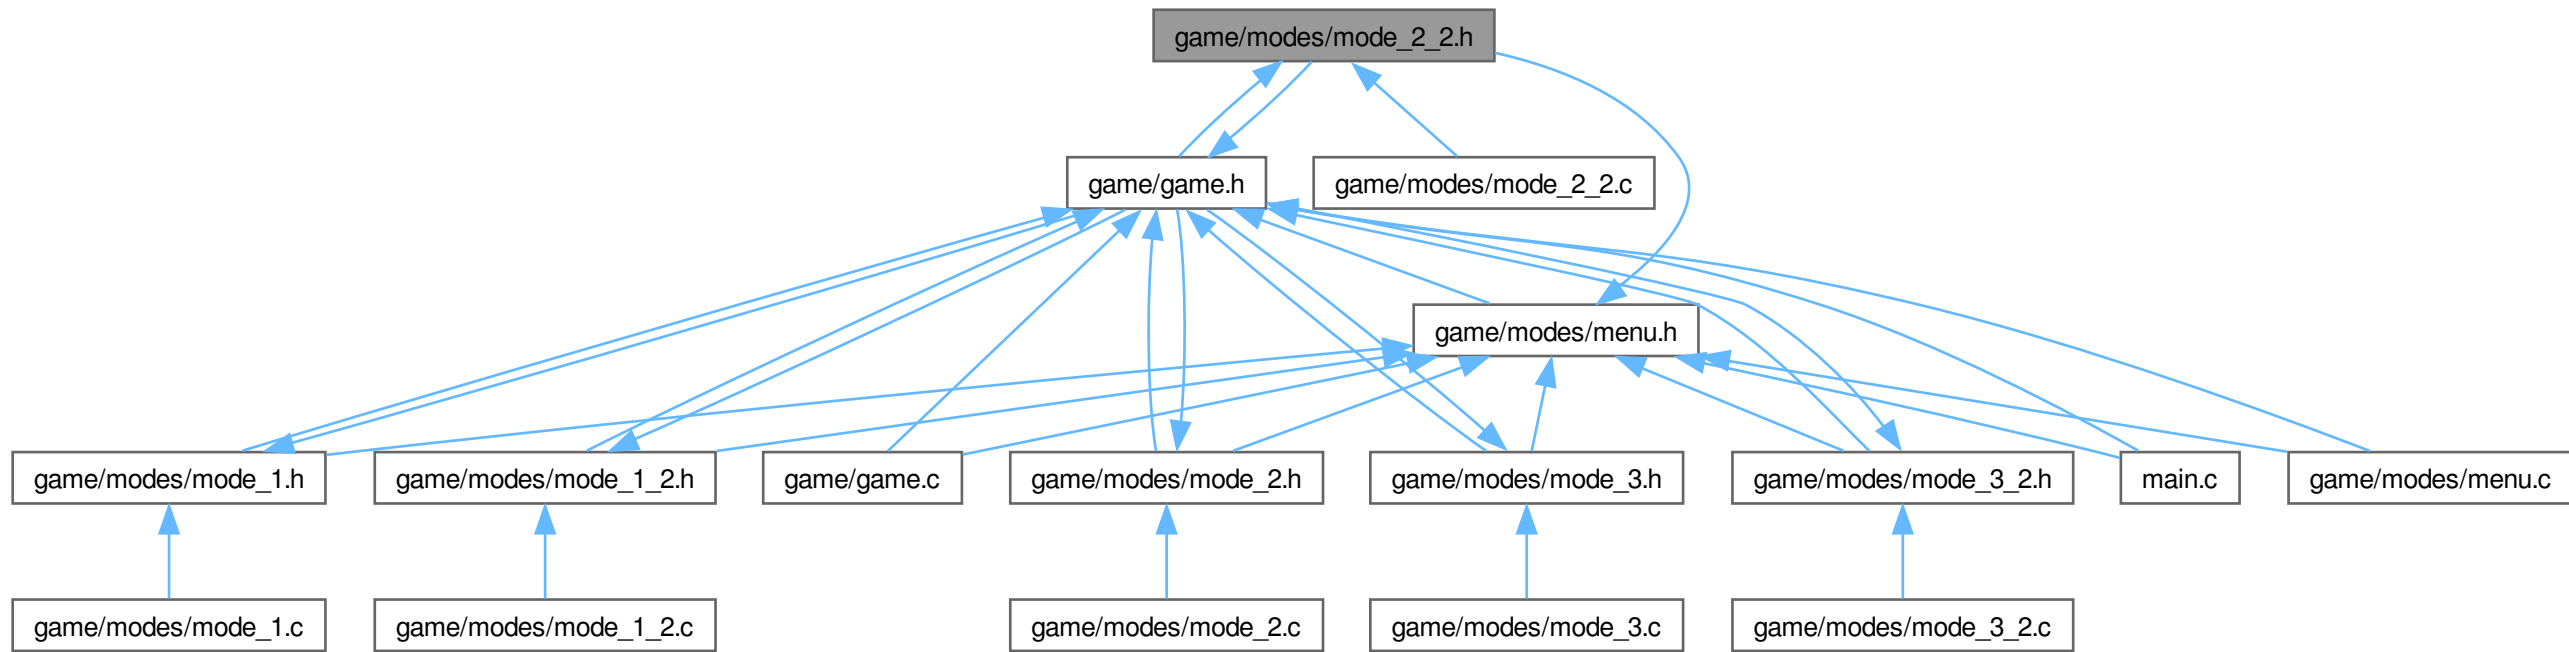 game/modes/mode_2_2.h
game/game.h
game/modes/mode_2_2.c
game/modes/menu.h
game/modes/mode_1.h
game/modes/mode_1_2.h
game/game.c
game/modes/mode_2.h
game/modes/mode_3.h
game/modes/mode_3_2.h
main.c
game/modes/menu.c
game/modes/mode_1.c
game/modes/mode_1_2.c
game/modes/mode_2.c
game/modes/mode_3.c
game/modes/mode_3_2.c